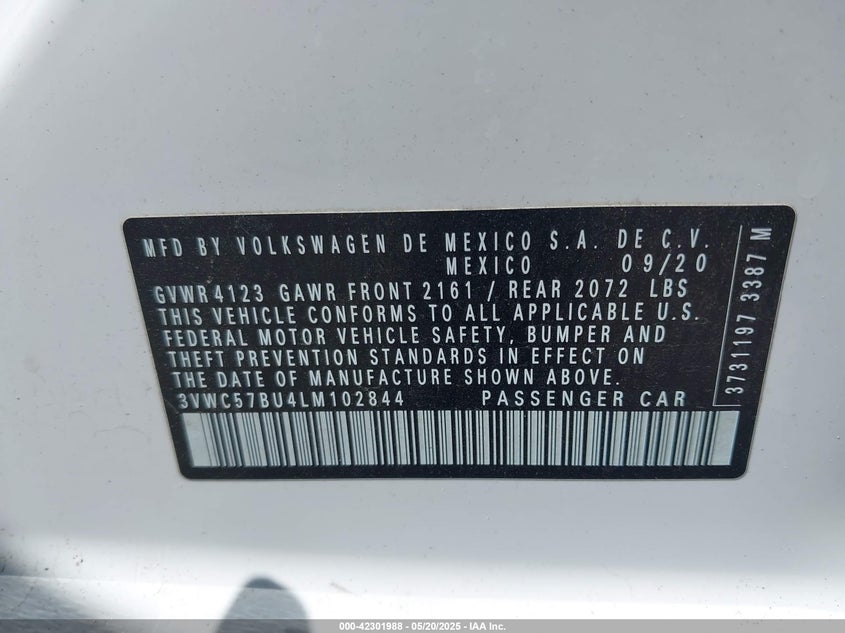 MFD BY VOLKSWAGEN DE MEXICO S.A. DE C.V.
MEXICO 09/20
GVWR 4123 GAWR FRONT 2161 / REAR 2072 LBS
THIS VEHICLE CONFORMS TO ALL APPLICABLE U.S.
FEDERAL MOTOR VEHICLE SAFETY, BUMPER AND
THEFT PREVENTION STANDARDS IN EFFECT ON
THE DATE OF MANUFACTURE SHOWN ABOVE.
3VWC57BU4LM102844 PASSENGER CAR
3731197 3387 M
000-42301988 - 05/20/2025 - IAA Inc.